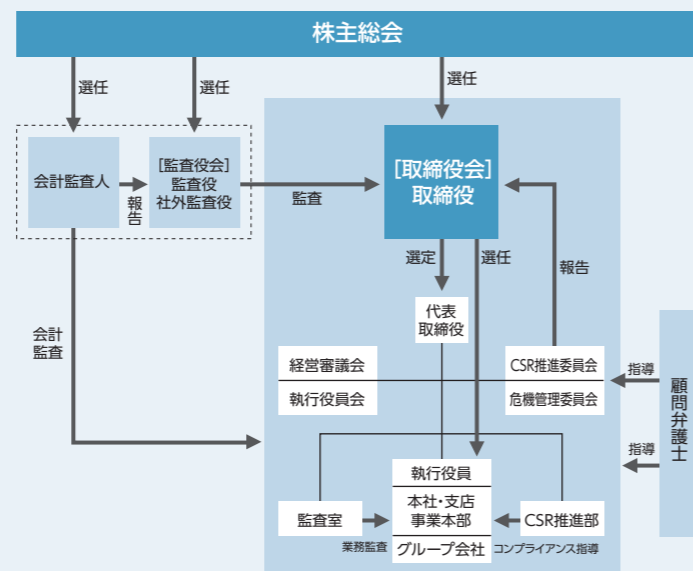 株主総会
選任
選任
選任
会計監査人
報告
[監査役会]
監査役
社外監査役
監査
[取締役会]
取締役
選定
選任
報告
代表
取締役
会計
監査
経営審議会
執行役員会
CSR推進委員会
危機管理委員会
指導
指導
顧問弁護士
執行役員
本社・支店
事業本部
グループ会社
監査室
業務監査
CSR推進部
コンプライアンス指導